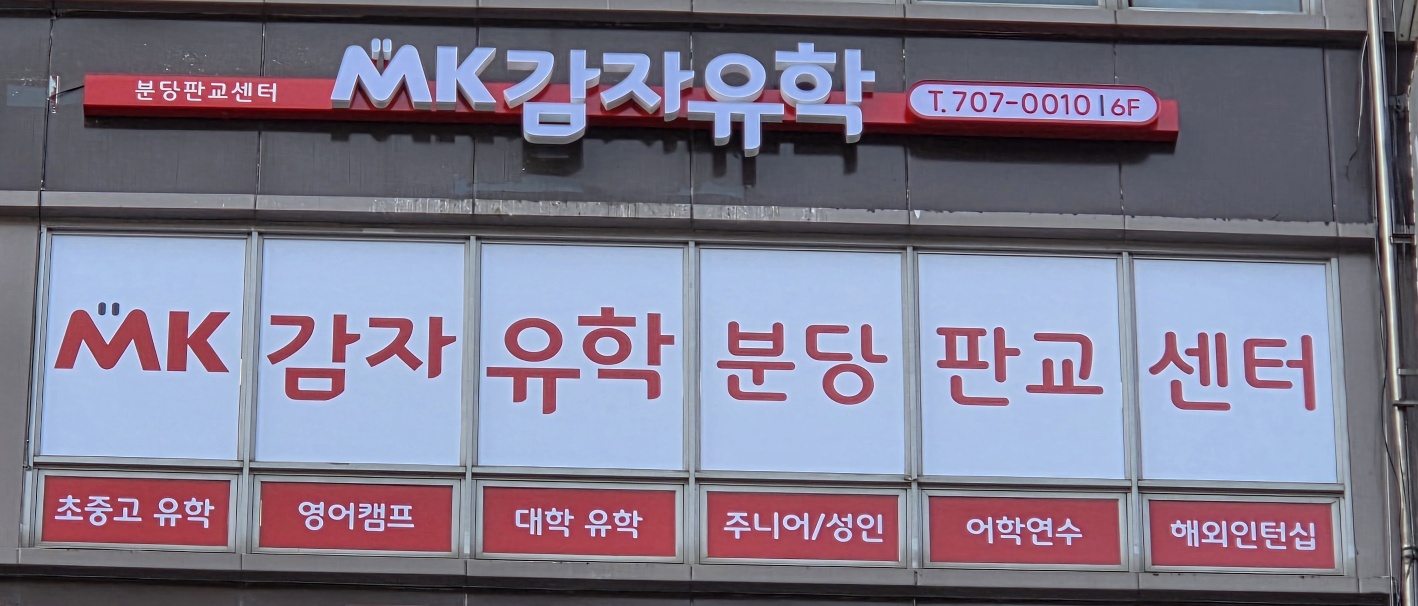 분당판교센터 MK감자유학 T.707-0010 | 6F
MK 감자 유학 분당 판교 센터
초중고 유학 영어캠프 대학 유학 주니어/성인 어학연수 해외인턴십